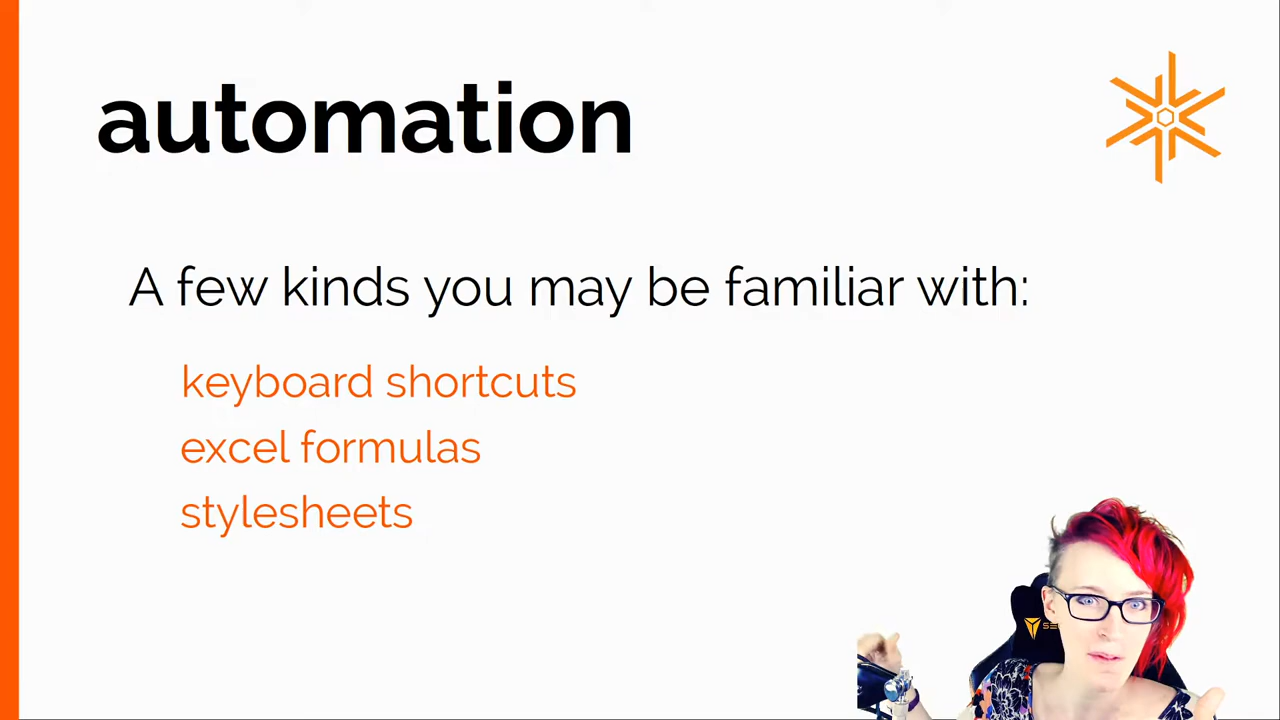 automation
A few kinds you may be familiar with:
keyboard shortcuts
excel formulas
stylesheets